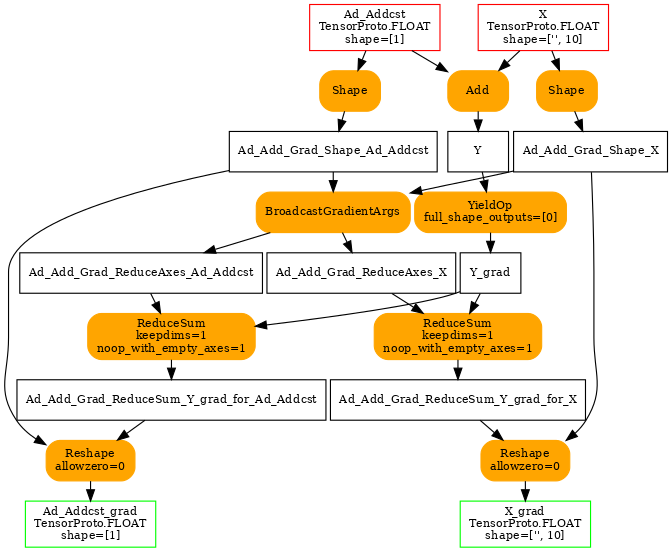 Ad_Addcst
TensorProto.FLOAT
shape=[1]
X
TensorProto.FLOAT
shape=['', 10]
Shape
Add
Shape
Ad_Add_Grad_Shape_Ad_Addcst
Y
Ad_Add_Grad_Shape_X
BroadcastGradientArgs
YieldOp
full_shape_outputs=[0]
Ad_Add_Grad_ReduceAxes_Ad_Addcst
Ad_Add_Grad_ReduceAxes_X
Y_grad
ReduceSum
keepdims=1
noop_with_empty_axes=1
ReduceSum
keepdims=1
noop_with_empty_axes=1
Ad_Add_Grad_ReduceSum_Y_grad_for_Ad_Addcst
Ad_Add_Grad_ReduceSum_Y_grad_for_X
Reshape
allowzero=0
Reshape
allowzero=0
Ad_Addcst_grad
TensorProto.FLOAT
shape=[1]
X_grad
TensorProto.FLOAT
shape=['', 10]